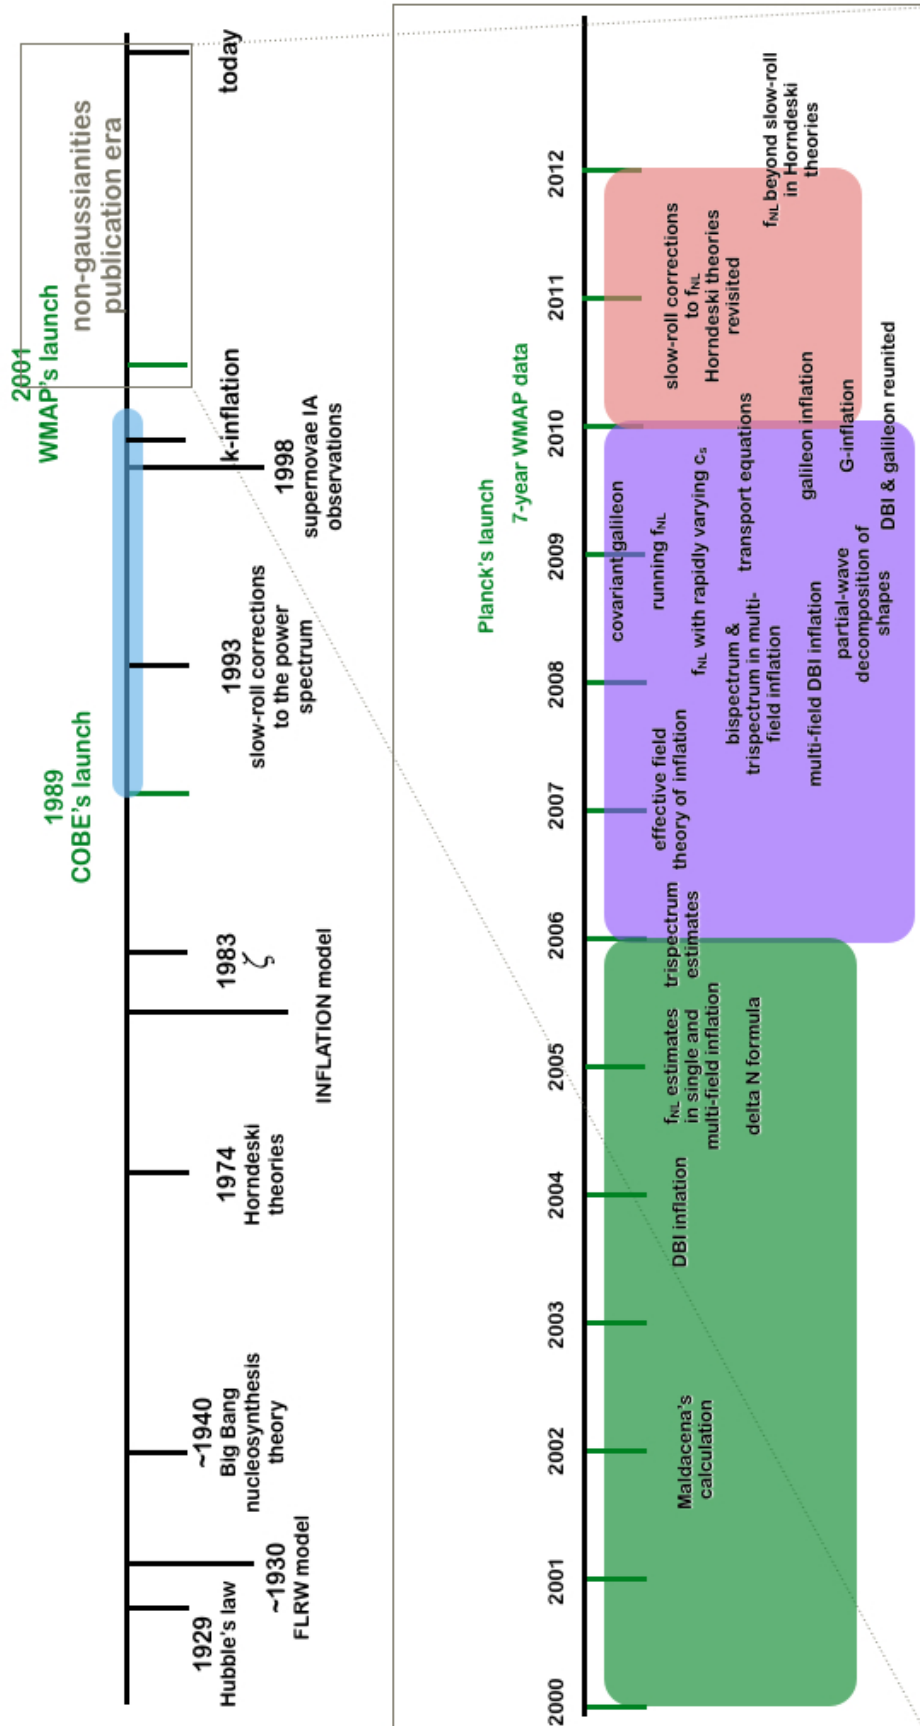 1929
Hubble's law
~1930
FLRW model
~1940
Big Bang
nucleosynthesis
theory
1974
Horndeski
theories
INFLATION model
1983
ζ
1989
COBE's launch
1993
slow-roll corrections
to the power
spectrum
1998
supernovae IA
observations
k-inflation
2001
WMAP's launch
non-gaussianities
publication era
today
Planck's launch
7-year WMAP data
2000
2001
2002
2003
2004
2005
2006
2007
2008
2009
2010
2011
2012
Maldacena's
calculation
DBI inflation
fNL estimates
in single and
multi-field inflation
delta N formula
trispectrum
estimates
effective field
theory of inflation
bispectrum &
trispectrum in multi-
field inflation
multi-field DBI inflation
covariant galileon
running fNL
fNL with rapidly varying cs
transport equations
partial-wave
decomposition of
shapes
galileon inflation
G-inflation
DBI & galileon reunited
slow-roll corrections
to fNL
Horndeski theories
revisited
fNL beyond slow-roll
in Horndeski
theories